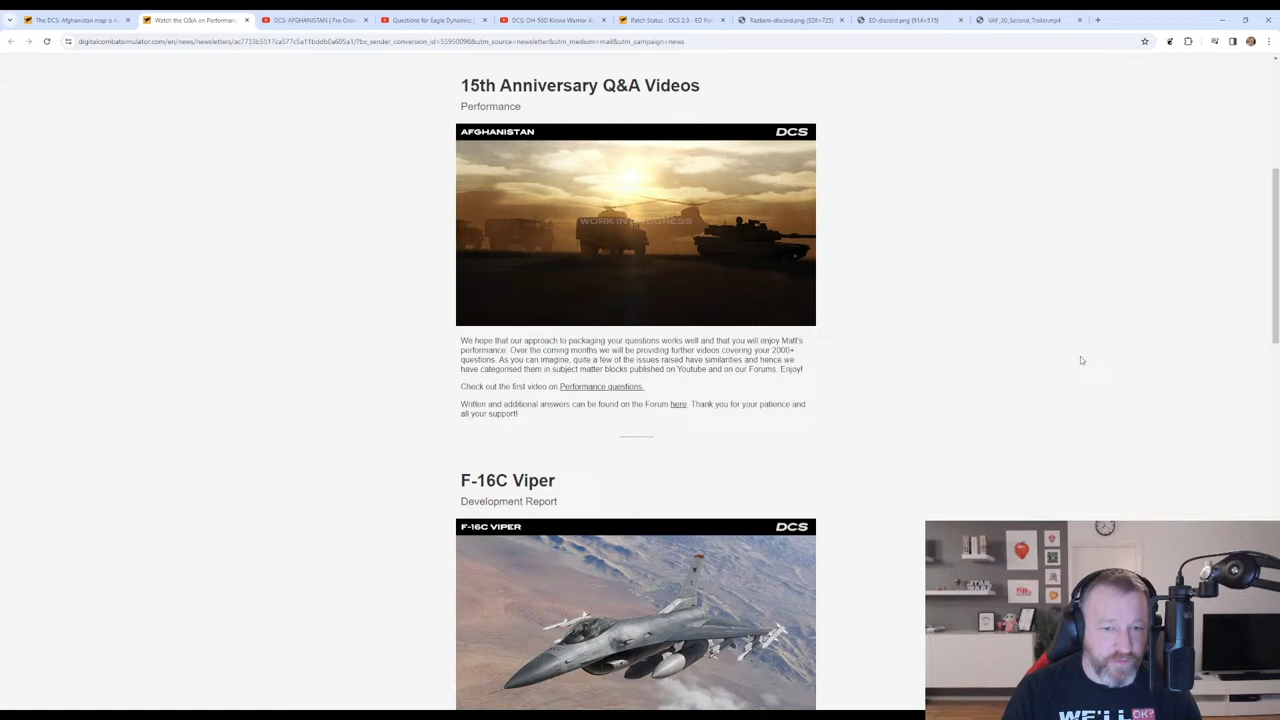 The DCS: Afghanistan map is n
Watch the Q&A on Performanc
DCS: AFGHANISTAN | Pre-Ord
Questions for Eagle Dynamics
DCS: OH-58D Kiowa Warrior A
Patch Status - DCS 2.9 - ED For
Razbam-discord.png (928×725)
ED-discord.png (914×515)
VAF_30_Second_Trailer.mp4
digitalcombatsimulator.com/en/news/newsletters/ac7733b5517ca577c5a11bddb0a605a1/?bx_sender_conversion_id=55950098&utm_source=newsletter&utm_medium=mail&utm_campaign=news
15th Anniversary Q&A Videos
Performance
AFGHANISTAN
DCS
WORK IN PROGRESS
We hope that our approach to packaging your questions works well and that you will enjoy Matt's
performance. Over the coming months we will be providing further videos covering your 2000+
questions. As you can imagine, quite a few of the issues raised have similarities and hence we
have categorised them in subject matter blocks published on Youtube and on our Forums. Enjoy!
Check out the first video on Performance questions.
Written and additional answers can be found on the Forum here. Thank you for your patience and
all your support!
F-16C Viper
Development Report
F-16C VIPER
DCS
STAR WARS
WE'LL
OK?